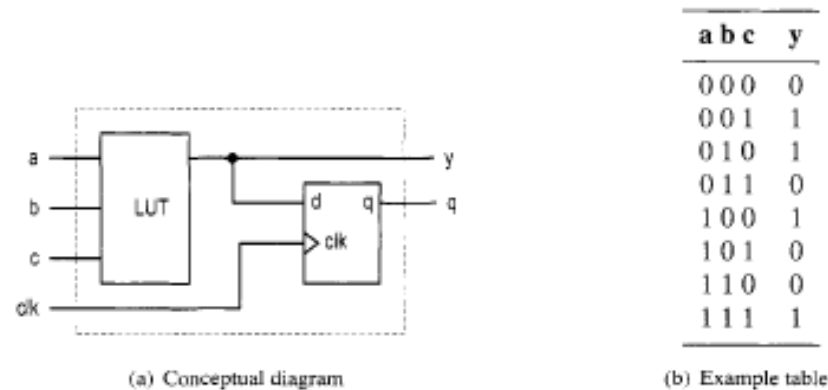 a
b
c
clk
LUT
d q
clk
y
q
(a) Conceptual diagram
a b c y
0 0 0 0
0 0 1 1
0 1 0 1
0 1 1 0
1 0 0 1
1 0 1 0
1 1 0 0
1 1 1 1
(b) Example table